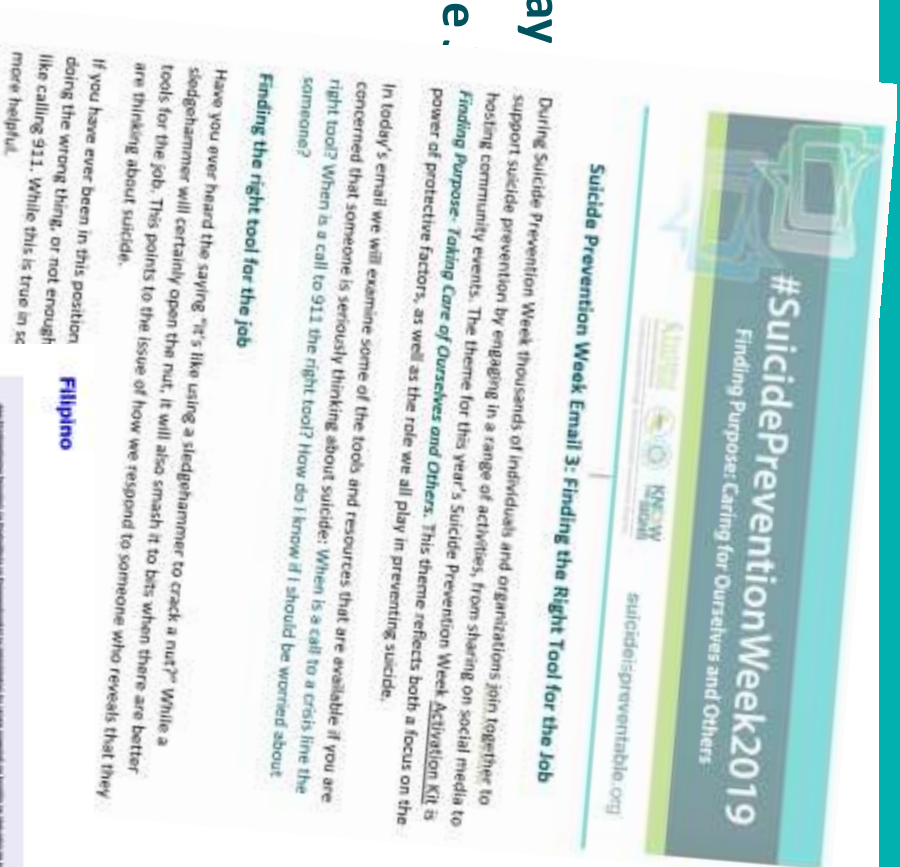 ay
e.
#SuicidePreventionWeek2019
Finding Purpose: Caring for Ourselves and Others
KNOW
suicideispreventable.org
Suicide Prevention Week Email 3: Finding the Right Tool for the Job
During Suicide Prevention Week thousands of individuals and organizations join together to
support suicide prevention by engaging in a range of activities, from sharing on social media to
hosting community events. The theme for this year's Suicide Prevention Week Activation Kit is
Finding Purpose- Taking Care of Ourselves and Others. This theme reflects both a focus on the
power of protective factors, as well as the role we all play in preventing suicide.
In today's email we will examine some of the tools and resources that are available if you are
concerned that someone is seriously thinking about suicide: When is a call to a crisis line the
right tool? When is a call to 911 the right tool? How do I know if I should be worried about
someone?
Finding the right tool for the job
Have you ever heard the saying "it's like using a sledgehammer to crack a nut?" While a
sledgehammer will certainly open the nut, it will also smash it to bits when there are better
tools for the job. This points to the issue of how we respond to someone who reveals that they
are thinking about suicide.
If you have ever been in this position
doing the wrong thing, or not enough
like calling 911. While this is true in so
more helpful.
Filipino